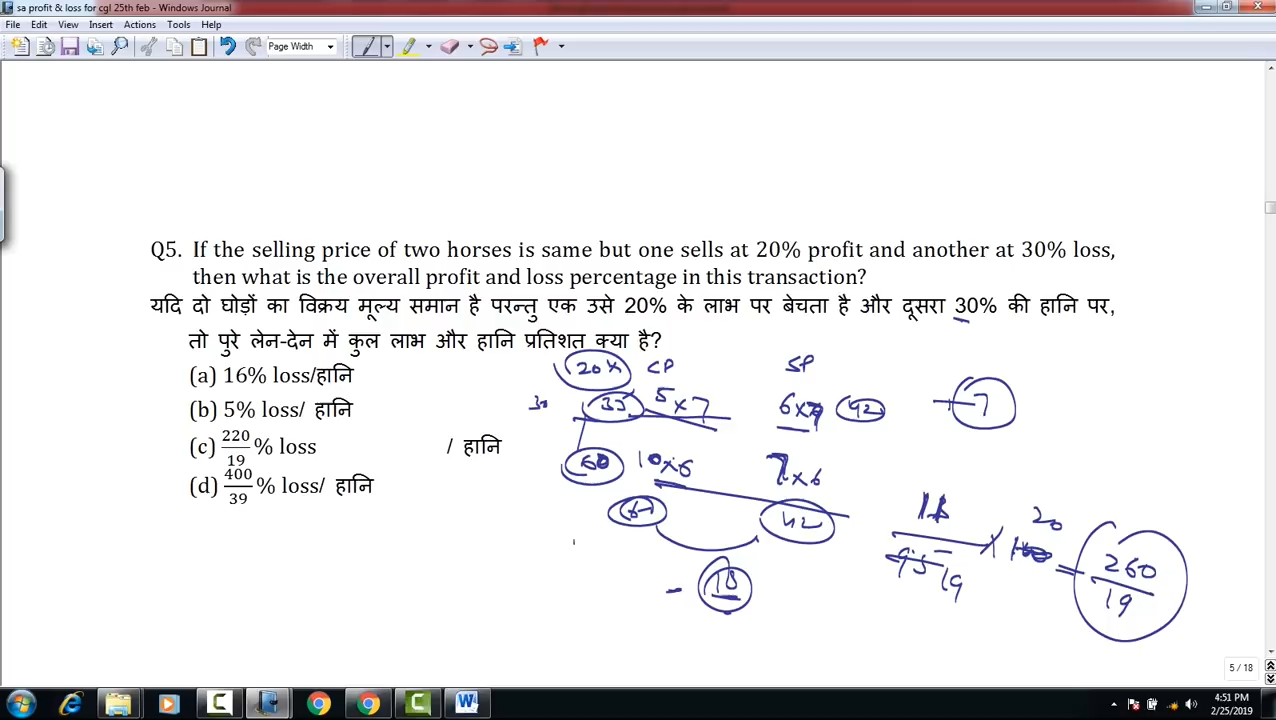 sa profit & loss for cgl 25th feb - Windows Journal
File Edit View Insert Actions Tools Help
Page Width
Q5. If the selling price of two horses is same but one sells at 20% profit and another at 30% loss,
then what is the overall profit and loss percentage in this transaction?
यदि दो घोड़ों का विक्रय मूल्य समान है परन्तु एक उसे 20% के लाभ पर बेचता है और दूसरा 30% की हानि पर,
तो पुरे लेन-देन में कुल लाभ और हानि प्रतिशत क्या है?
(a) 16% loss/हानि
(b) 5% loss/ हानि
(c) 220/19 % loss / हानि
(d) 400/39 % loss/ हानि
CP SP
5×7 6×7 42 7
60 10×6 7×6
42
- 18
20
19
= 260/19
5 / 18
4:51 PM
2/25/2019